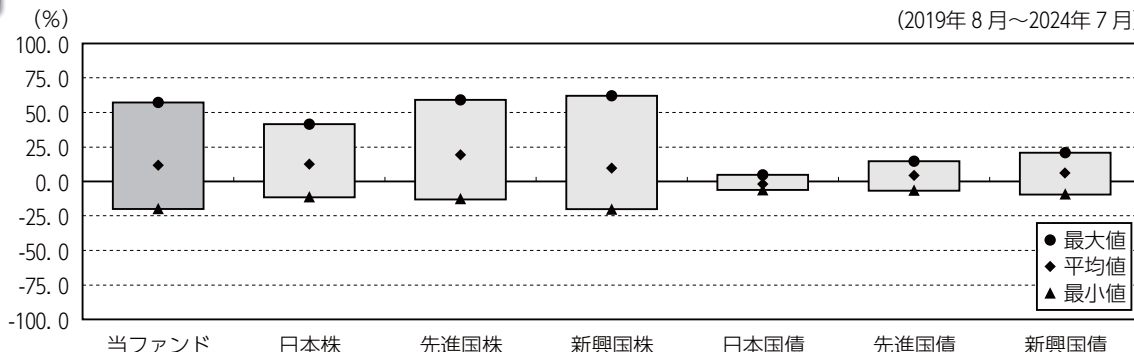 (%)
(2019年8月～2024年7月)
100.0
75.0
50.0
25.0
0.0
-25.0
-50.0
-75.0
-100.0
●最大値
◆平均値
▲最小値
当ファンド 日本株 先進国株 新興国株 日本国債 先進国債 新興国債